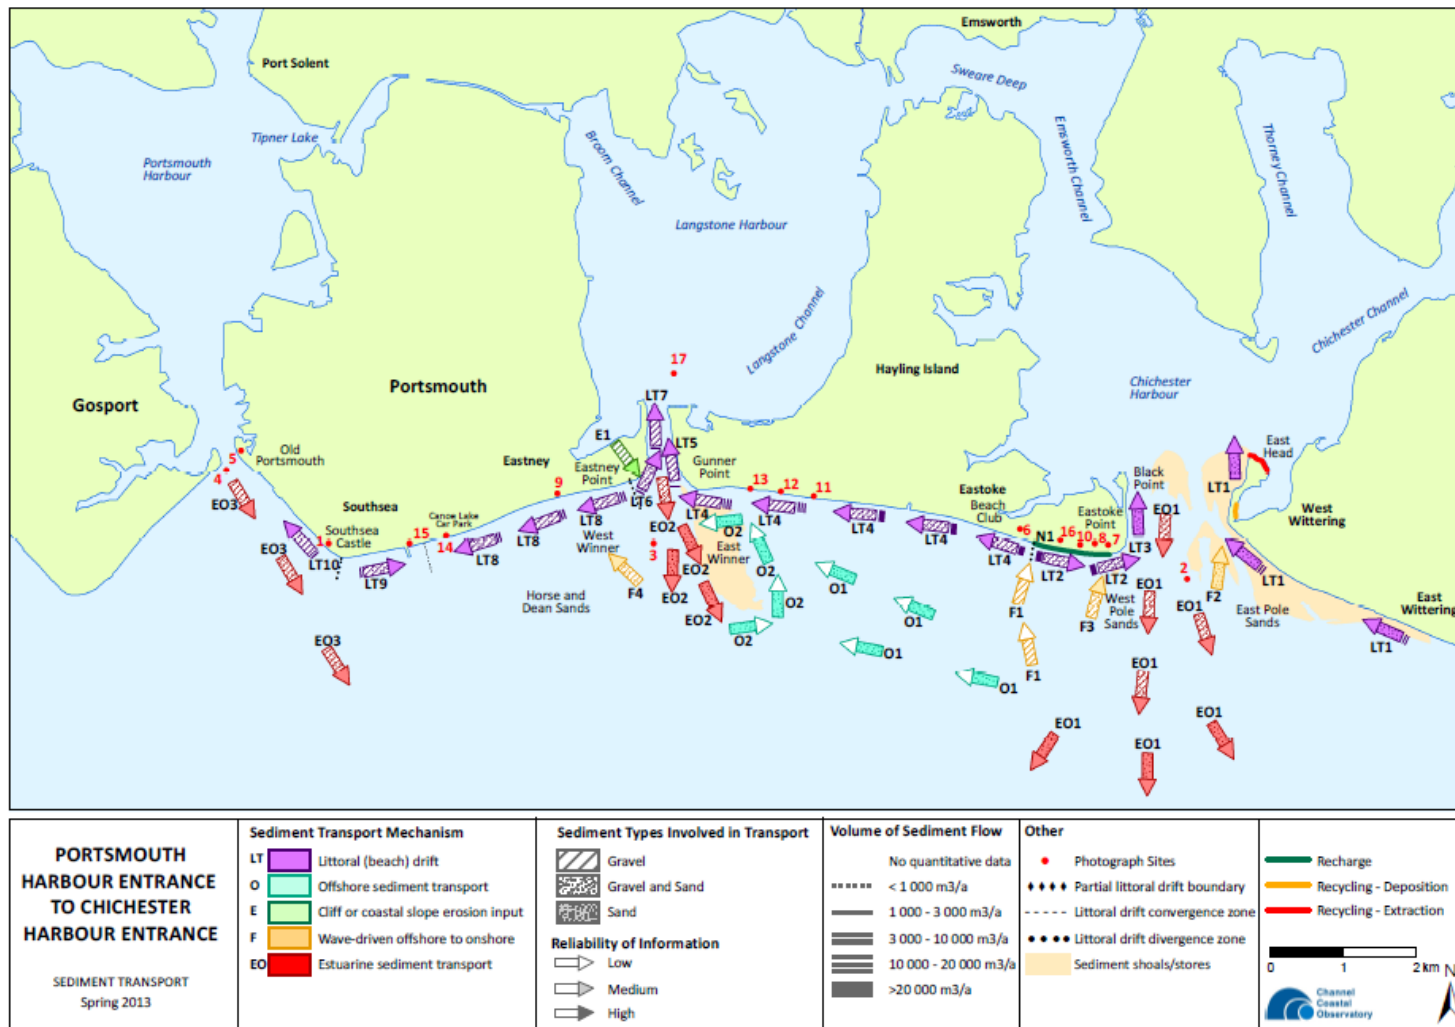 Emsworth
Port Solent
Sweare Deep
Tipner Lake
Broom Channel
Emsworth Channel
Thorney Channel
Portsmouth
Harbour
Langstone Harbour
Langstone Channel
Chichester Channel
17
Hayling Island
Chichester
Harbour
Portsmouth
Gosport
LT7
E1
LT5
East
Head
5
Old
Portsmouth
4
Eastney
Eastney
Point
Gunner
Point
Black
Point
LT1
9
13
12
11
Eastoke
Beach
Club
Eastoke
Point
West
Wittering
EO3
Southsea
Canoe Lake
Car Park
LT6
LT8
LT4
LT4
LT4
LT4
EO1
Southsea
Castle
1
15
14
LT8
LT8
West
Winner
EO2
O2
6
N1
16
10
8
7
LT3
EO3
LT10
LT9
3
East
Winner
EO2
O2
LT4
LT2
LT2
2
LT1
Horse and
Dean Sands
F4
EO2
EO2
O2
O1
F1
F3
West
Pole
Sands
EO1
EO1
F2
East Pole
Sands
East
Wittering
EO3
O2
O1
O1
F1
EO1
LT1
O1
EO1
EO1
EO1
PORTSMOUTH
HARBOUR ENTRANCE
TO CHICHESTER
HARBOUR ENTRANCE
SEDIMENT TRANSPORT
Spring 2013
Sediment Transport Mechanism
LT Littoral (beach) drift
O Offshore sediment transport
E Cliff or coastal slope erosion input
F Wave-driven offshore to onshore
EO Estuarine sediment transport
Sediment Types Involved in Transport
Gravel
Gravel and Sand
Sand
Reliability of Information
Low
Medium
High
Volume of Sediment Flow
No quantitative data
< 1 000 m3/a
1 000 - 3 000 m3/a
3 000 - 10 000 m3/a
10 000 - 20 000 m3/a
>20 000 m3/a
Other
Photograph Sites
Partial littoral drift boundary
Littoral drift convergence zone
Littoral drift divergence zone
Sediment shoals/stores
Recharge
Recycling - Deposition
Recycling - Extraction
0 1 2 km
N
Channel
Coastal
Observatory